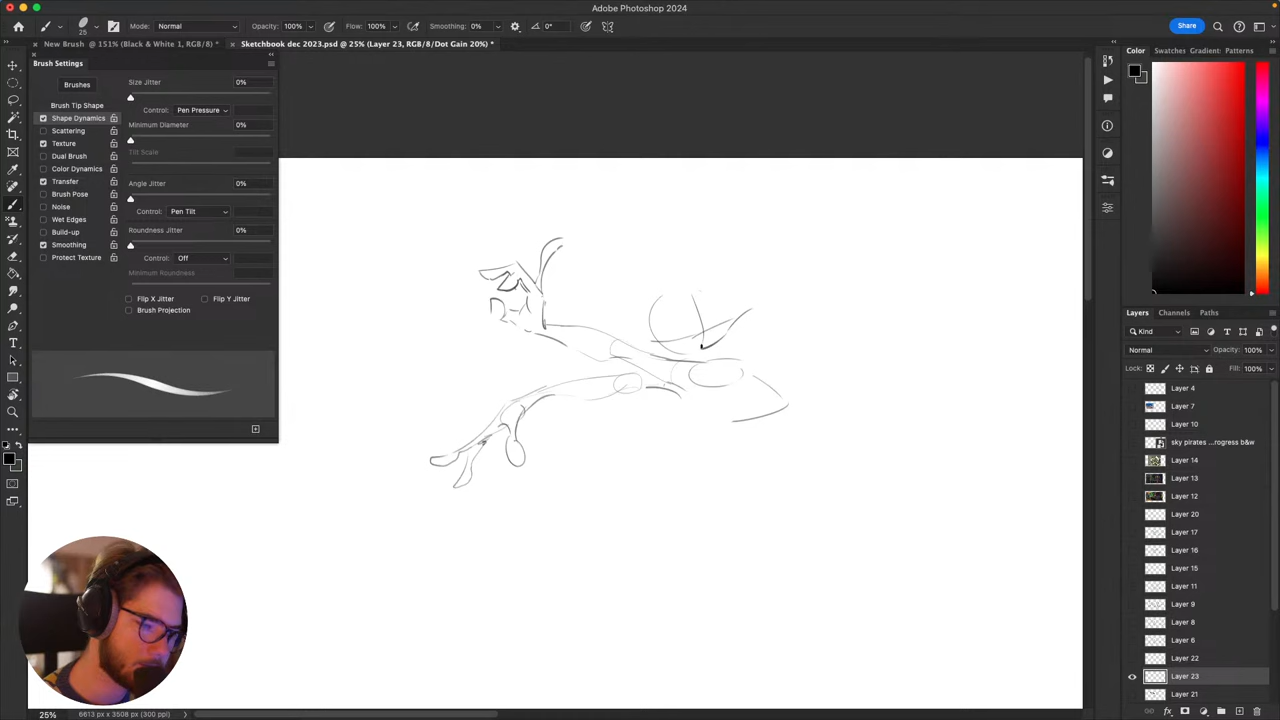 Adobe Photoshop 2024
25
Mode: Normal
Opacity: 100%
Flow: 100%
Smoothing: 0%
0°
Share
New Brush @ 151% (Black & White 1, RGB/8) *
Sketchbook dec 2023.psd @ 25% (Layer 23, RGB/8/Dot Gain 20%) *
Brush Settings
Brushes
Brush Tip Shape
Shape Dynamics
Scattering
Texture
Dual Brush
Color Dynamics
Transfer
Brush Pose
Noise
Wet Edges
Build-up
Smoothing
Protect Texture
Size Jitter 0%
Control: Pen Pressure
Minimum Diameter 0%
Tilt Scale
Angle Jitter 0%
Control: Pen Tilt
Roundness Jitter 0%
Control: Off
Minimum Roundness
Flip X Jitter Flip Y Jitter
Brush Projection
Color Swatches Gradient: Patterns
Layers Channels Paths
Kind
Normal Opacity: 100%
Lock: Fill: 100%
Layer 4
Layer 7
Layer 10
sky pirates ...rogress b&w
Layer 14
Layer 13
Layer 12
Layer 20
Layer 17
Layer 16
Layer 15
Layer 11
Layer 9
Layer 8
Layer 6
Layer 22
Layer 23
Layer 21
25% 6613 px x 3508 px (300 ppi)